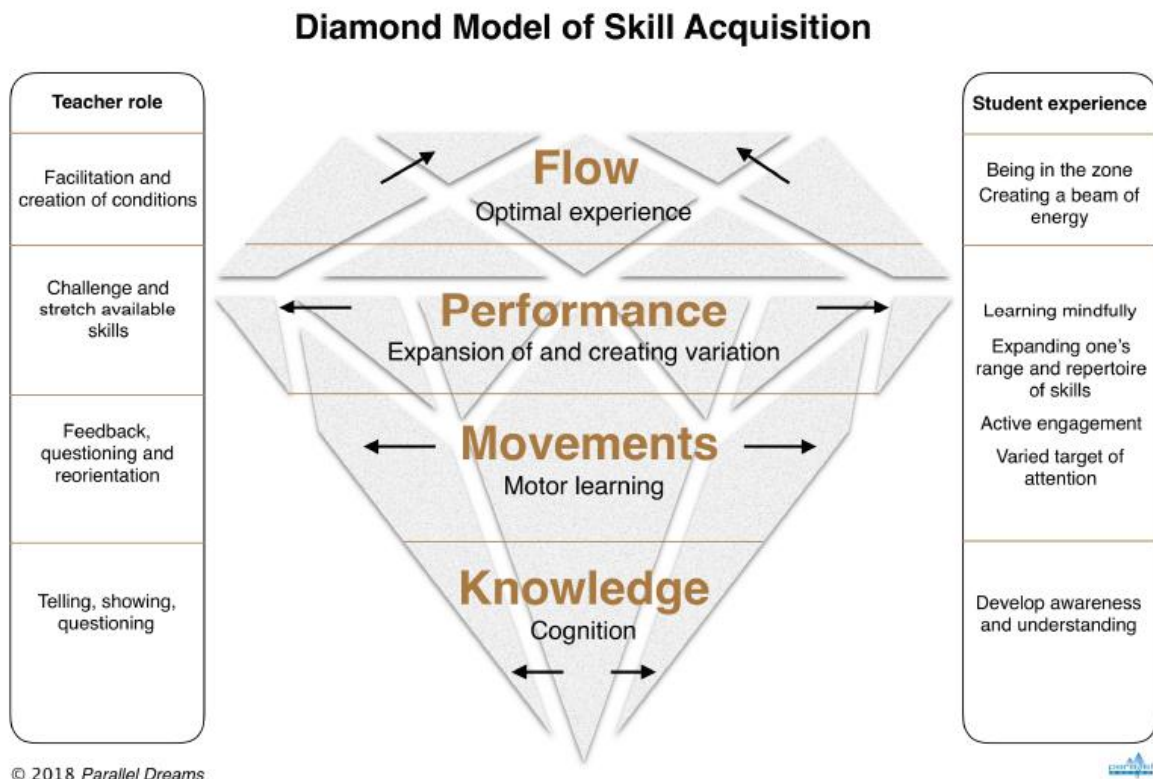 Diamond Model of Skill Acquisition
Teacher role
Facilitation and
creation of conditions
Challenge and
stretch available
skills
Feedback,
questioning and
reorientation
Telling, showing,
questioning
Flow
Optimal experience
Performance
Expansion of and creating variation
Movements
Motor learning
Knowledge
Cognition
Student experience
Being in the zone
Creating a beam of
energy
Learning mindfully
Expanding one's
range and repertoire
of skills
Active engagement
Varied target of
attention
Develop awareness
and understanding
© 2018 Parallel Dreams